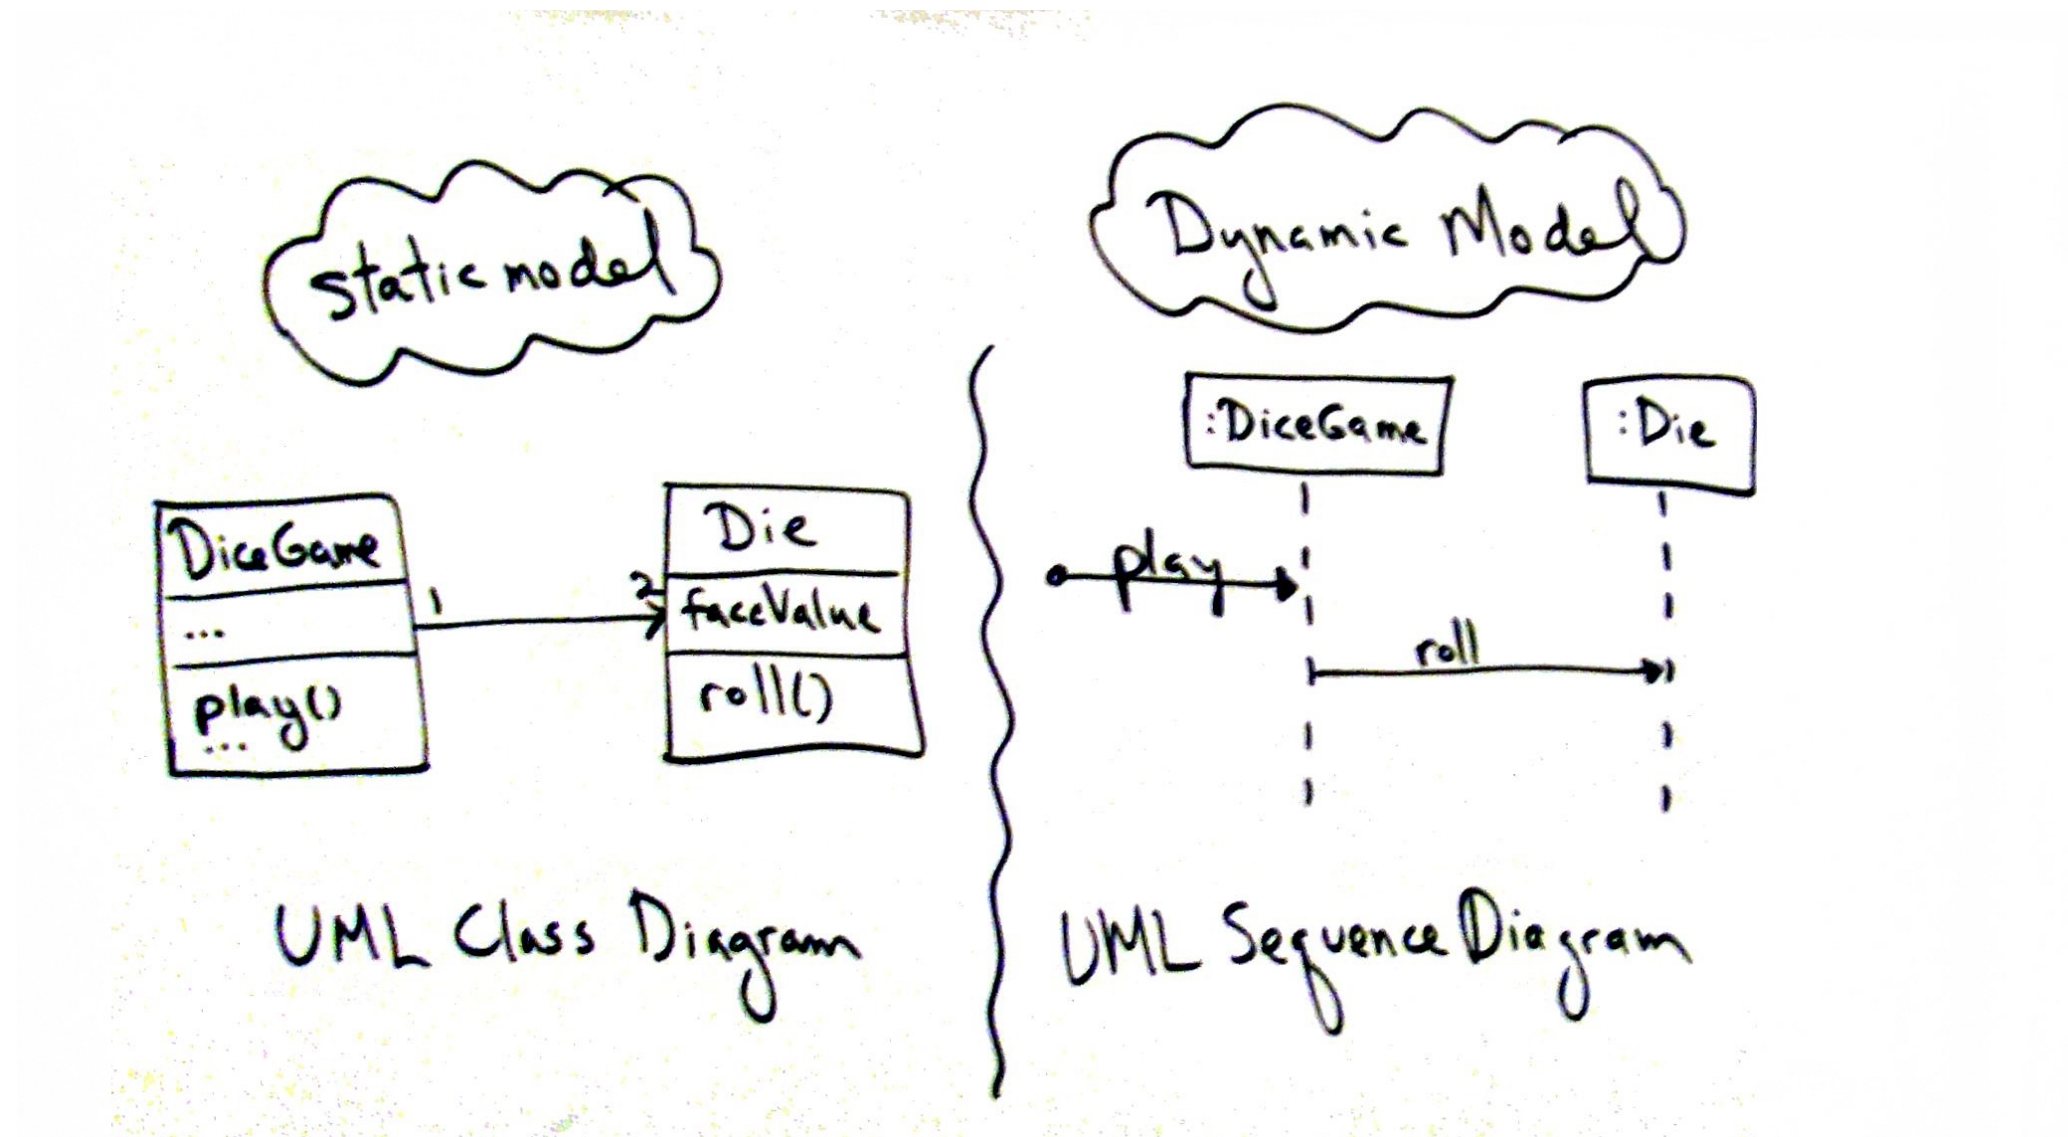 static model
DiceGame
...
play()
...
1
2
Die
faceValue
roll()
UML Class Diagram
Dynamic Model
:DiceGame
:Die
play
roll
UML Sequence Diagram